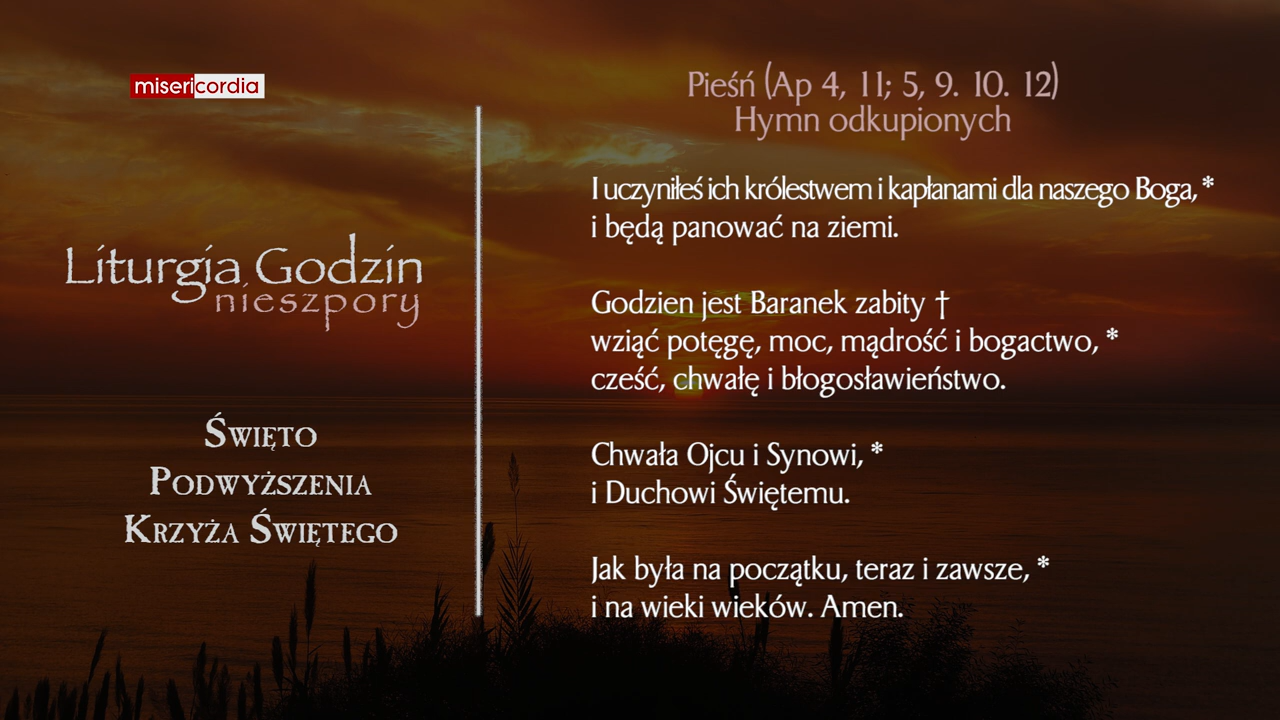 misericordia
Liturgia Godzin
nieszpory
Święto
Podwyższenia
Krzyża Świętego
Pieśń (Ap 4, 11; 5, 9. 10. 12)
Hymn odkupionych
I uczyniłeś ich królestwem i kapłanami dla naszego Boga, *
i będą panować na ziemi.
Godzien jest Baranek zabity †
wziąć potęgę, moc, mądrość i bogactwo, *
cześć, chwałę i błogosławieństwo.
Chwała Ojcu i Synowi, *
i Duchowi Świętemu.
Jak była na początku, teraz i zawsze, *
i na wieki wieków. Amen.